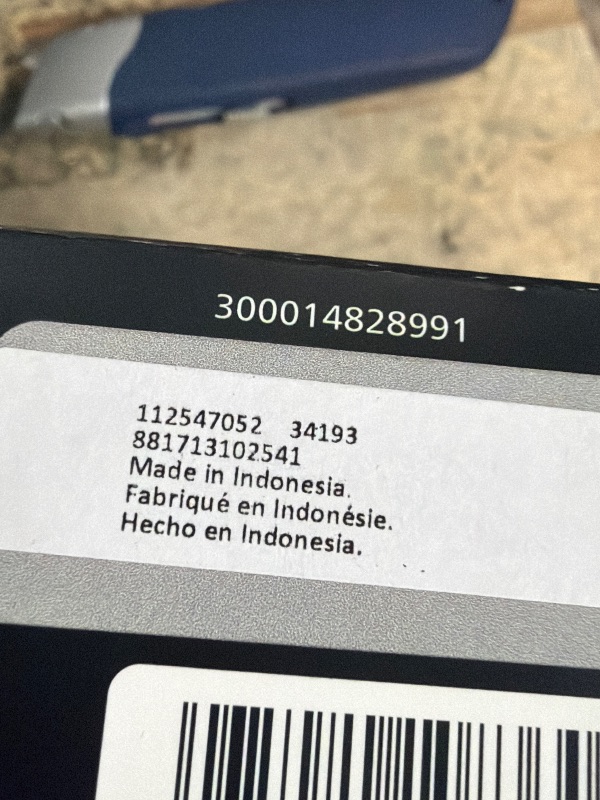 300014828991
112547052 34193
881713102541
Made in Indonesia.
Fabriqué en Indonésie.
Hecho en Indonesia.